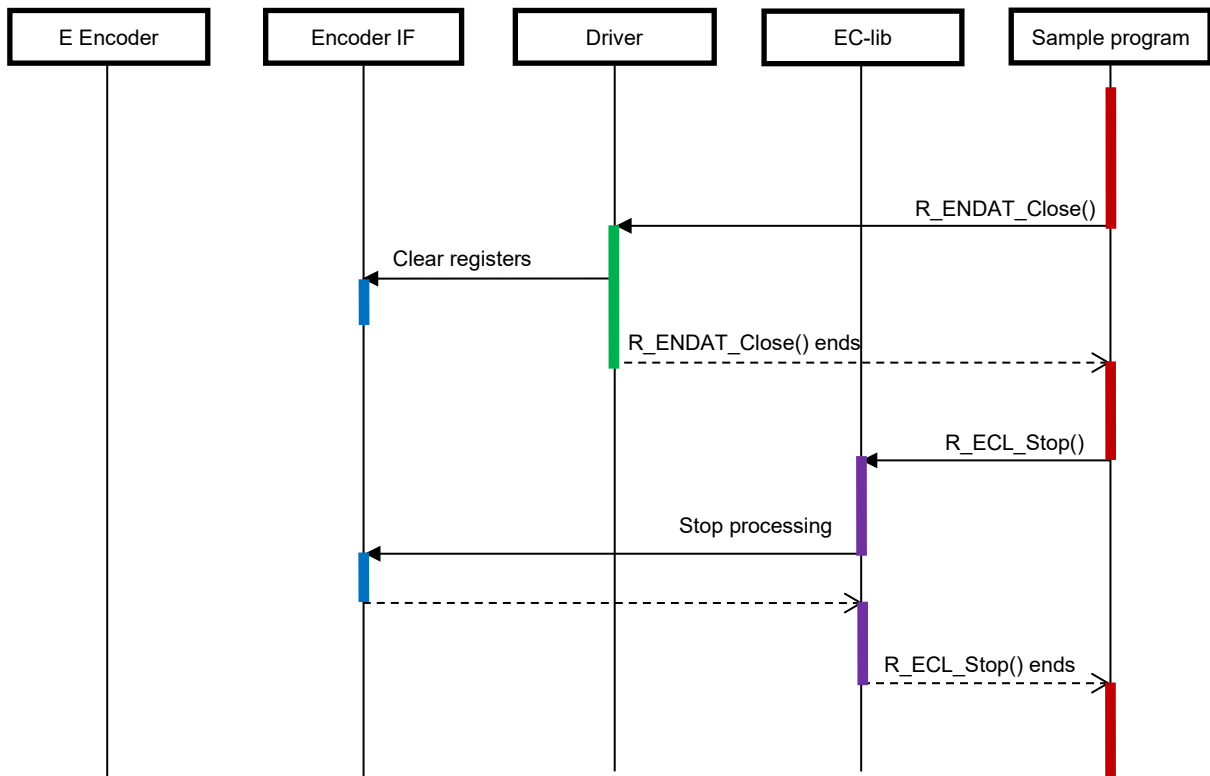 E Encoder
Encoder IF
Driver
EC-lib
Sample program
R_ENDAT_Close()
Clear registers
R_ENDAT_Close() ends
R_ECL_Stop()
Stop processing
R_ECL_Stop() ends